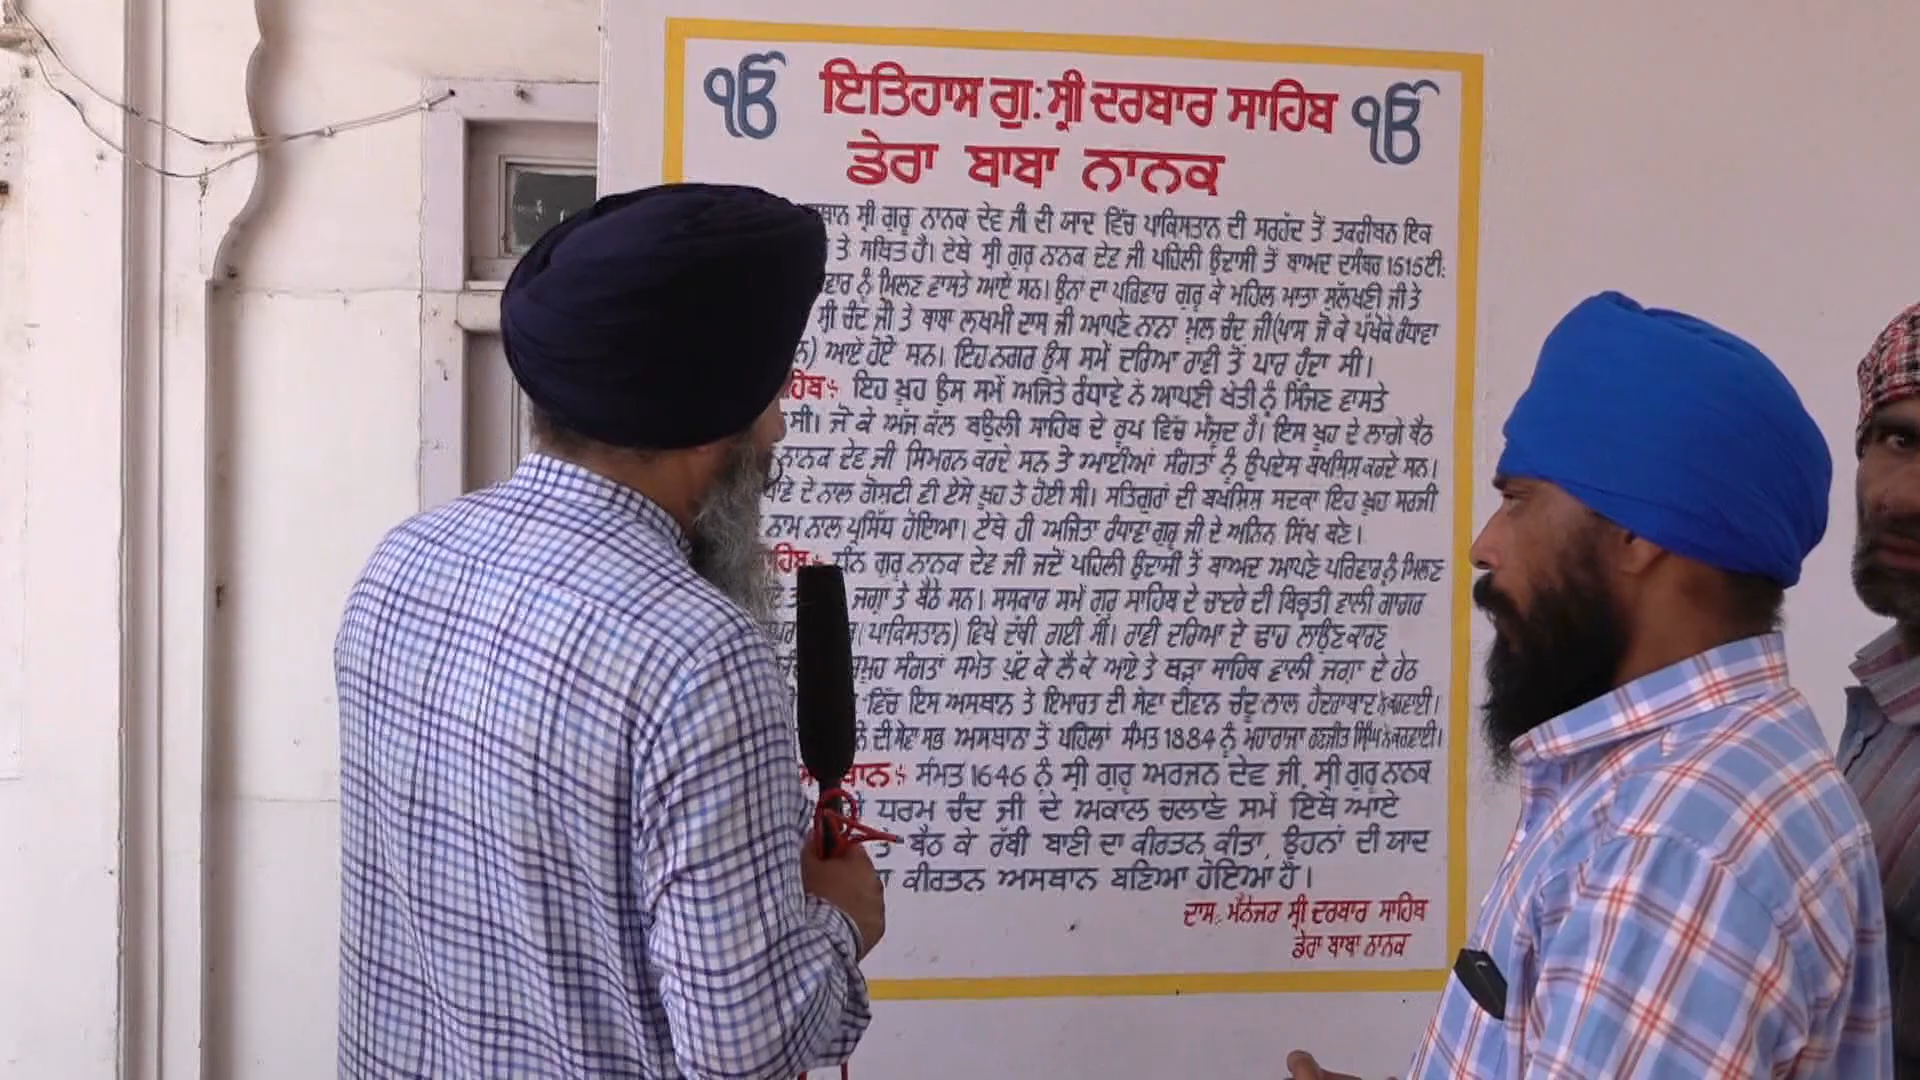 ੴ ਇਤਿਹਾਸ ਗੁ: ਸ੍ਰੀ ਦਰਬਾਰ ਸਾਹਿਬ ੴ
ਡੇਰਾ ਬਾਬਾ ਨਾਨਕ
ਸ੍ਰੀ ਗੁਰੂ ਨਾਨਕ ਦੇਵ ਜੀ ਦੀ ਯਾਦ ਵਿੱਚ ਪਾਕਿਸਤਾਨ ਦੀ ਸਰਹੱਦ ਤੋਂ ਤਕਰੀਬਨ ਇਕ
ਤੇ ਸਥਿਤ ਹੈ। ਏਥੇ ਸ੍ਰੀ ਗੁਰੂ ਨਾਨਕ ਦੇਵ ਜੀ ਪਹਿਲੀ ਉਦਾਸੀ ਤੋਂ ਬਾਅਦ ਦਸੰਬਰ 1515ਈ:
ਨੂੰ ਮਿਲਣ ਵਾਸਤੇ ਆਏ ਸਨ। ਉਨਾਂ ਦਾ ਪਰਿਵਾਰ ਗੁਰੂ ਕੇ ਮਹਿਲ ਮਾਤਾ ਸੁੱਲਖਣੀ ਜੀ ਤੇ
ਸ੍ਰੀ ਚੰਦ ਜੀ ਤੇ ਬਾਬਾ ਲਖਮੀ ਦਾਸ ਜੀ ਆਪਣੇ ਨਾਨਾ ਮੂਲ ਚੰਦ ਜੀ(ਪਾਸ ਜੋ ਕੇ ਪੱਖੋਕੇ ਰੰਧਾਵਾ
ਆਏ ਹੋਏ ਸਨ। ਇਹ ਨਗਰ ਉਸ ਸਮੇਂ ਦਰਿਆ ਰਾਵੀ ਤੋਂ ਪਾਰ ਹੁੰਦਾ ਸੀ।
ਇਹ ਖੂਹ ਉਸ ਸਮੇਂ ਅਜਿਤੇ ਰੰਧਾਵੇ ਨੇ ਆਪਣੀ ਖੇਤੀ ਨੂੰ ਸਿੰਜਣ ਵਾਸਤੇ
ਸੀ। ਜੋ ਕੇ ਅੱਜ ਕੱਲ ਬਉਲੀ ਸਾਹਿਬ ਦੇ ਰੂਪ ਵਿੱਚ ਮੌਜੂਦ ਹੈ। ਇਸ ਖੂਹ ਦੇ ਲਾਗੇ ਬੈਠ
ਨਾਨਕ ਦੇਵ ਜੀ ਸਿਮਰਨ ਕਰਦੇ ਸਨ ਤੇ ਆਈਆਂ ਸੰਗਤਾਂ ਨੂੰ ਉਪਦੇਸ਼ ਬਖਸ਼ਿਸ਼ ਕਰਦੇ ਸਨ।
ਦੇ ਨਾਲ ਗੋਸਟੀ ਵੀ ਏਸੇ ਖੂਹ ਤੇ ਹੋਈ ਸੀ। ਸਤਿਗੁਰਾਂ ਦੀ ਬਖਸ਼ਿਸ਼ ਸਦਕਾ ਇਹ ਖੂਹ ਸਰਜੀ
ਨਾਮ ਨਾਲ ਪ੍ਰਸਿੱਧ ਹੋਇਆ। ਏਥੇ ਹੀ ਅਜਿਤਾ ਰੰਧਾਵਾ ਗੁਰੂ ਜੀ ਦੇ ਅਨਿਨ ਸਿੱਖ ਬਣੇ।
ਧੰਨ ਗੁਰੂ ਨਾਨਕ ਦੇਵ ਜੀ ਜਦੋਂ ਪਹਿਲੀ ਉਦਾਸੀ ਤੋਂ ਬਾਅਦ ਆਪਣੇ ਪਰਿਵਾਰ ਨੂੰ ਮਿਲਣ
ਜਗ੍ਹਾ ਤੇ ਬੈਠੇ ਸਨ। ਸਸਕਾਰ ਸਮੇਂ ਗੁਰੂ ਸਾਹਿਬ ਦੇ ਚਾਦਰੇ ਦੀ ਬਿਭੂਤੀ ਵਾਲੀ ਗਾਗਰ
(ਪਾਕਿਸਤਾਨ) ਵਿਖੇ ਦੱਬੀ ਗਈ ਸੀ। ਰਾਵੀ ਦਰਿਆ ਦੇ ਢਾਹ ਲਾਉਣ ਕਾਰਣ
ਸੰਗਤਾਂ ਸਮੇਤ ਪੁੱਟ ਕੇ ਲੈ ਕੇ ਆਏ ਤੇ ਥੜ੍ਹਾ ਸਾਹਿਬ ਵਾਲੀ ਜਗ੍ਹਾ ਦੇ ਹੇਠ
ਵਿੱਚ ਇਸ ਅਸਥਾਨ ਤੇ ਇਮਾਰਤ ਦੀ ਸੇਵਾ ਦੀਵਾਨ ਚੰਦੂ ਲਾਲ ਹੈਦਰਾਬਾਦ ਨੇ ਕਰਵਾਈ।
ਦੀ ਸੇਵਾ ਸਭ ਅਸਥਾਨਾ ਤੋਂ ਪਹਿਲਾਂ ਸੰਮਤ 1884 ਨੂੰ ਮਹਾਰਾਜਾ ਰਣਜੀਤ ਸਿੰਘ ਨੇ ਕਰਵਾਈ।
ਸੰਮਤ 1646 ਨੂੰ ਸ੍ਰੀ ਗੁਰੂ ਅਰਜਨ ਦੇਵ ਜੀ, ਸ੍ਰੀ ਗੁਰੂ ਨਾਨਕ
ਧਰਮ ਚੰਦ ਜੀ ਦੇ ਅਕਾਲ ਚਲਾਣੇ ਸਮੇਂ ਇਥੇ ਆਏ
ਬੈਠ ਕੇ ਰੱਬੀ ਬਾਣੀ ਦਾ ਕੀਰਤਨ ਕੀਤਾ, ਉਹਨਾਂ ਦੀ ਯਾਦ
ਕੀਰਤਨ ਅਸਥਾਨ ਬਣਿਆ ਹੋਇਆ ਹੈ।
ਦਾਸ: ਮੈਨੇਜਰ ਸ੍ਰੀ ਦਰਬਾਰ ਸਾਹਿਬ
ਡੇਰਾ ਬਾਬਾ ਨਾਨਕ